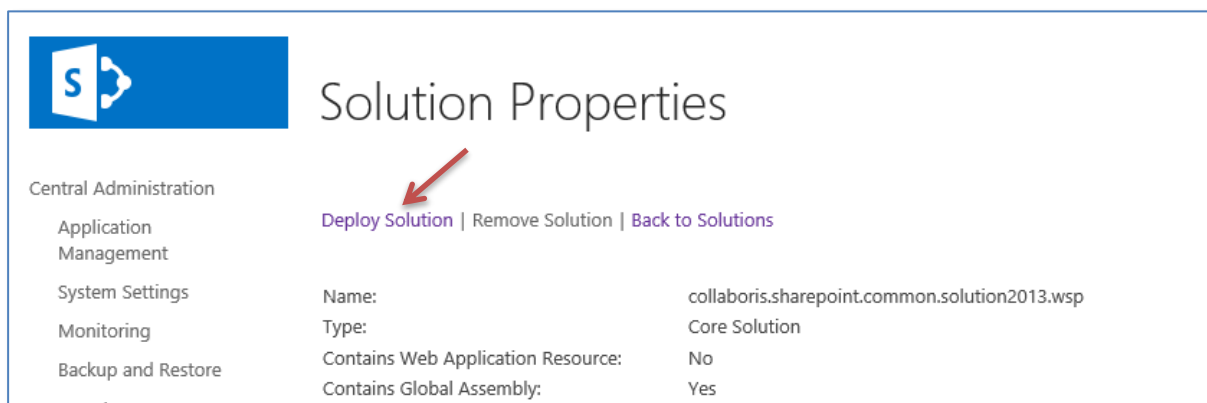 S
Solution Properties
Central Administration
Application
Management
System Settings
Monitoring
Backup and Restore
Deploy Solution | Remove Solution | Back to Solutions
Name: collaboris.sharepoint.common.solution2013.wsp
Type: Core Solution
Contains Web Application Resource: No
Contains Global Assembly: Yes